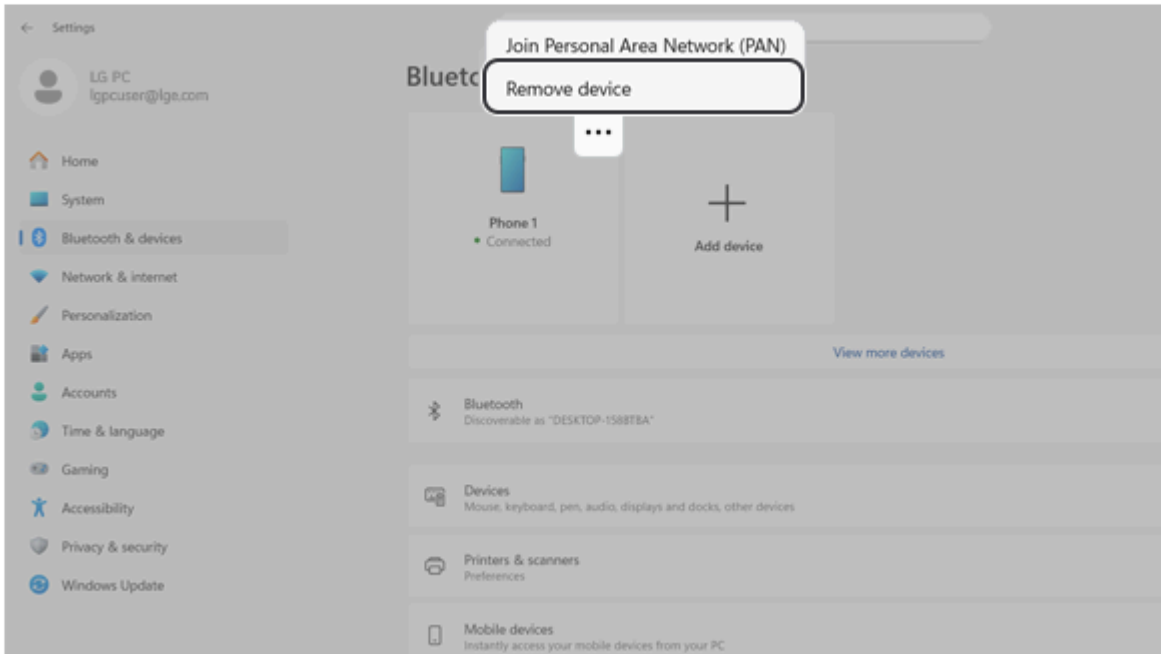 Settings
LG PC
lgpcuser@lge.com
Home
System
Bluetooth & devices
Network & internet
Personalization
Apps
Accounts
Time & language
Gaming
Accessibility
Privacy & security
Windows Update
Join Personal Area Network (PAN)
Remove device
Phone 1
Connected
Add device
View more devices
Bluetooth
Discoverable as "DESKTOP-1588TBA"
Devices
Mouse, keyboard, pen, audio, displays and docks, other devices
Printers & scanners
Preferences
Mobile devices
Instantly access your mobile devices from your PC